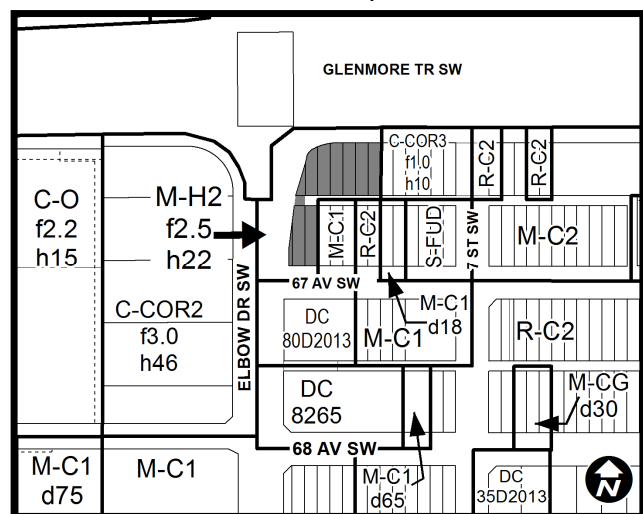 GLENMORE TR SW
C-COR3
f1.0
h10
R-C2
R-C2
C-O
f2.2
h15
M-H2
f2.5
h22
M-C1
R-C2
S-FUD
7 ST SW
M-C2
67 AV SW
ELBOW DR SW
C-COR2
f3.0
h46
DC
80D2013
M-C1
M-C1
d18
R-C2
DC
8265
M-CG
d30
68 AV SW
M-C1
d75
M-C1
M-C1
d65
DC
35D2013
N